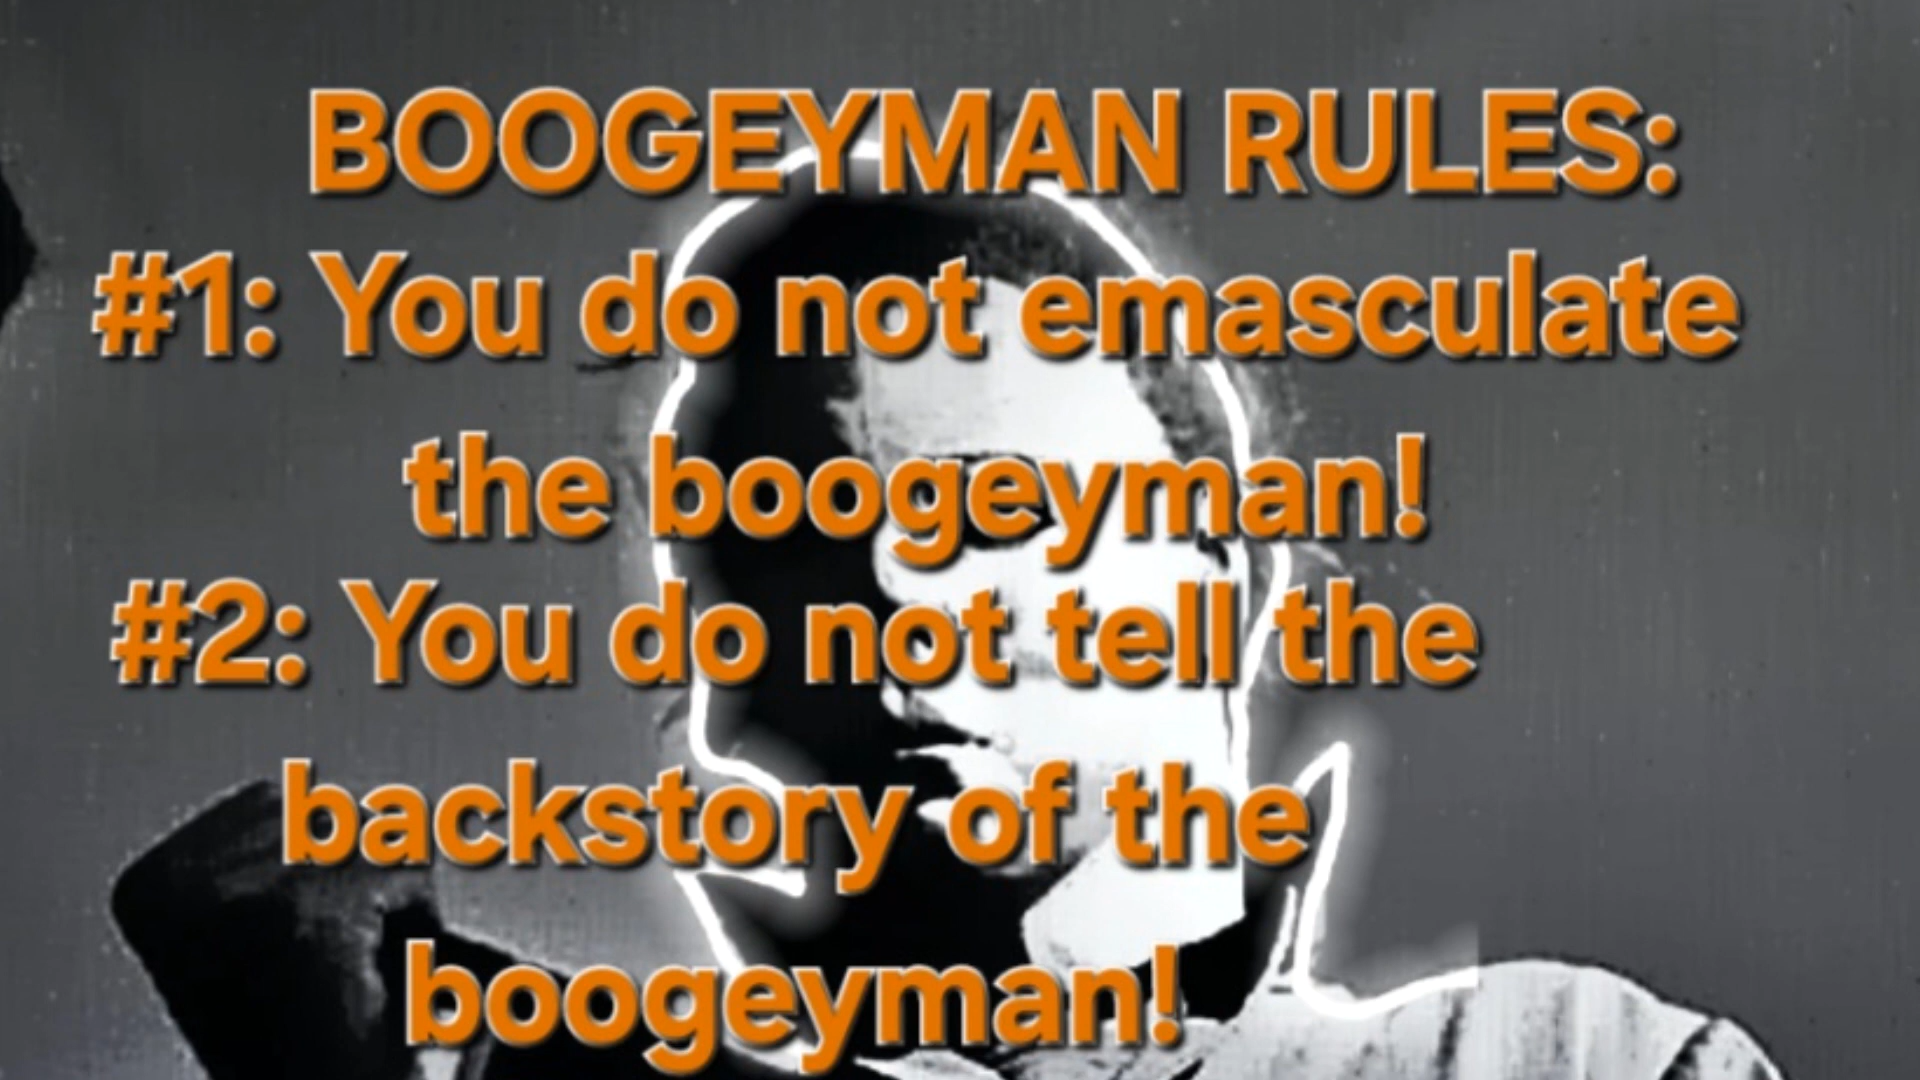 BOOGEYMAN RULES:
#1: You do not emasculate
the boogeyman!
#2: You do not tell the
backstory of the
boogeyman!